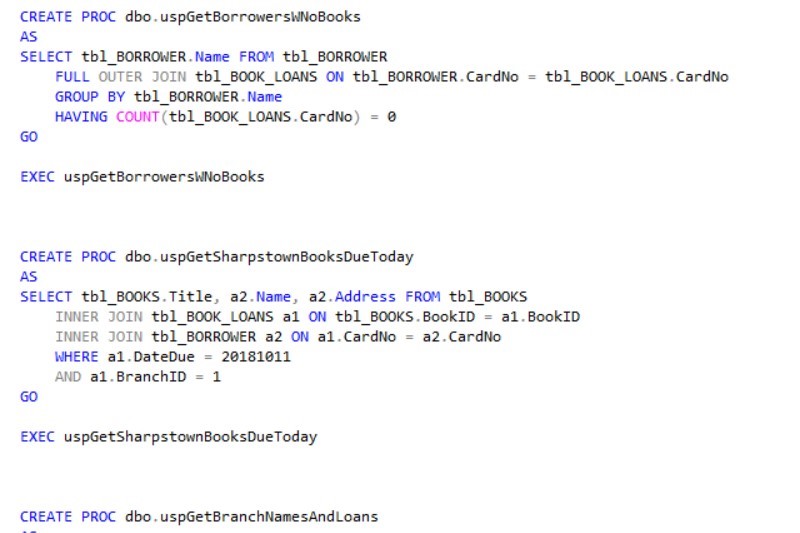 CREATE PROC dbo.uspGetBorrowersWNoBooks
AS
SELECT tbl_BORROWER.Name FROM tbl_BORROWER
    FULL OUTER JOIN tbl_BOOK_LOANS ON tbl_BORROWER.CardNo = tbl_BOOK_LOANS.CardNo
    GROUP BY tbl_BORROWER.Name
    HAVING COUNT(tbl_BOOK_LOANS.CardNo) = 0
GO

EXEC uspGetBorrowersWNoBooks

CREATE PROC dbo.uspGetSharpstownBooksDueToday
AS
SELECT tbl_BOOKS.Title, a2.Name, a2.Address FROM tbl_BOOKS
    INNER JOIN tbl_BOOK_LOANS a1 ON tbl_BOOKS.BookID = a1.BookID
    INNER JOIN tbl_BORROWER a2 ON a1.CardNo = a2.CardNo
    WHERE a1.DateDue = 20181011
    AND a1.BranchID = 1
GO

EXEC uspGetSharpstownBooksDueToday

CREATE PROC dbo.uspGetBranchNamesAndLoans